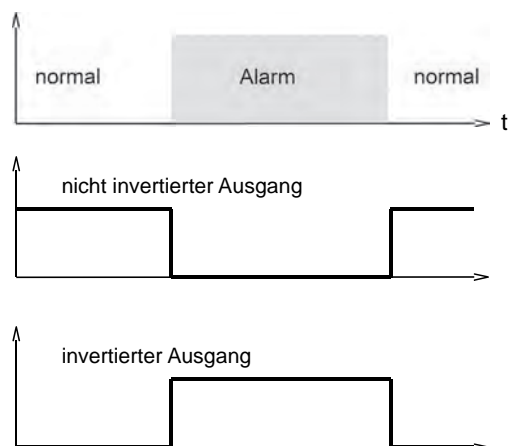 normal Alarm normal
t
nicht invertierter Ausgang
invertierter Ausgang